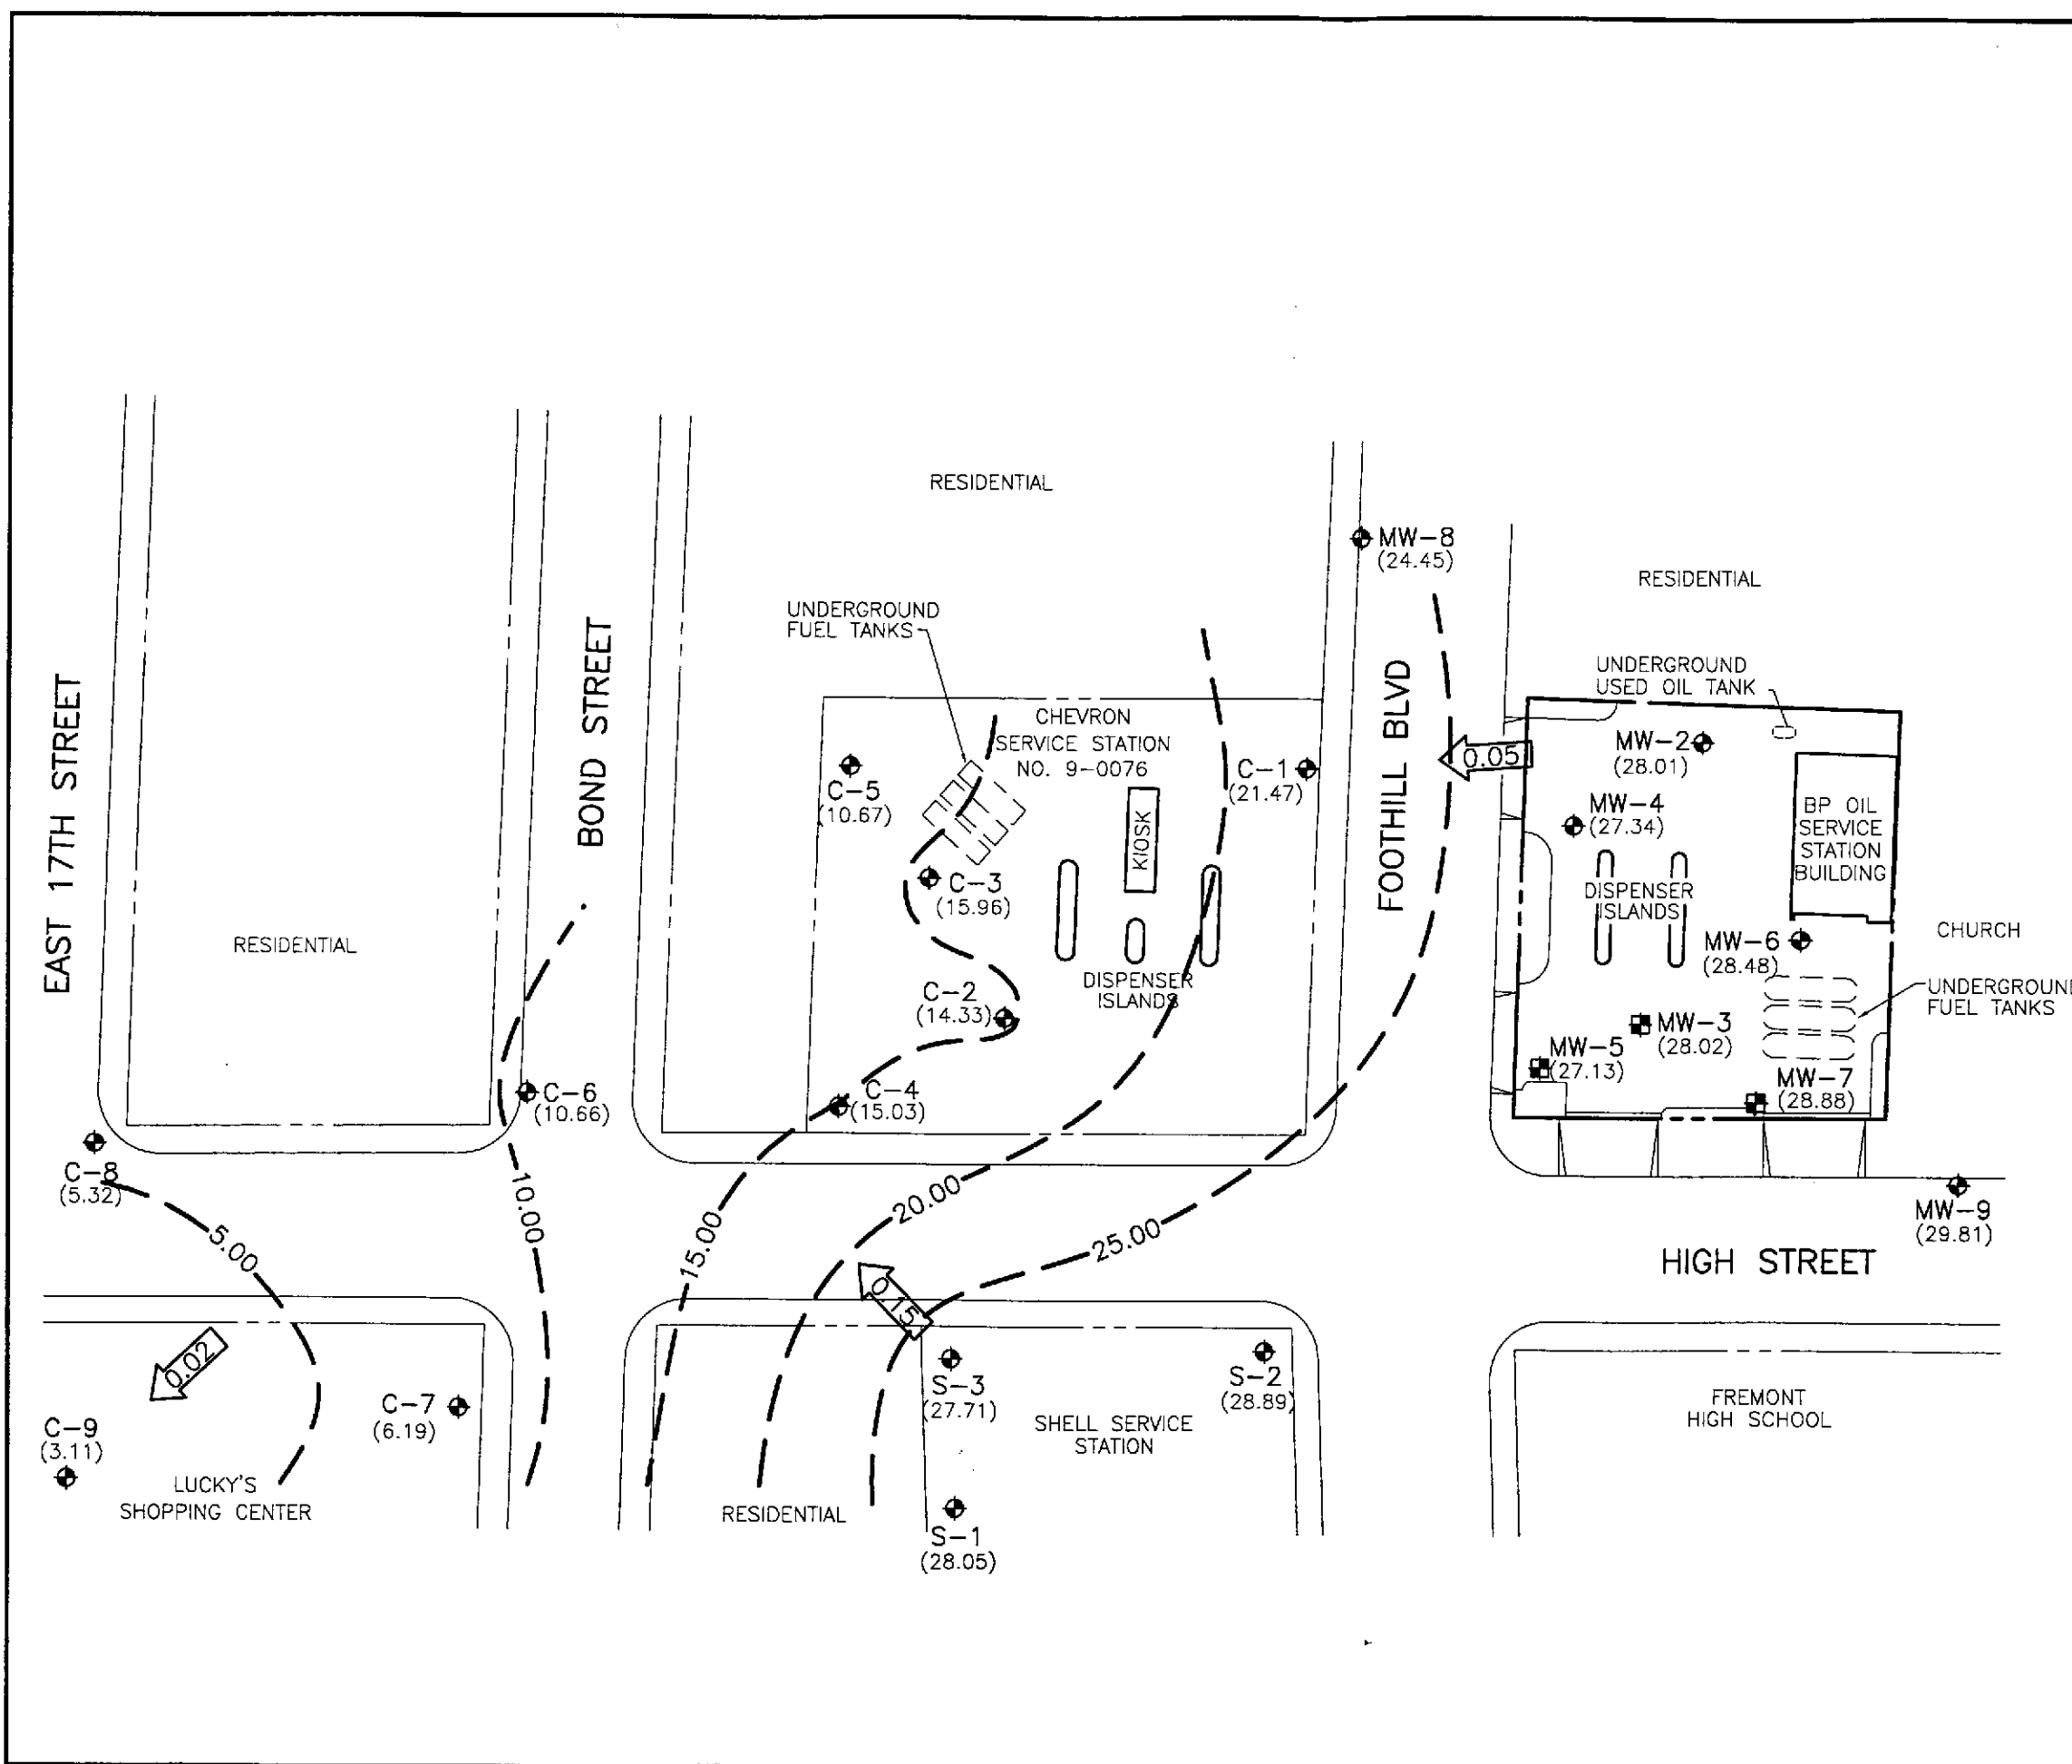 RESIDENTIAL
MW-8
(24.45)
RESIDENTIAL
UNDERGROUND
FUEL TANKS
UNDERGROUND
USED OIL TANK
EAST 17TH STREET
BOND STREET
FOOTHILL BLVD
CHEVRON
SERVICE STATION
NO. 9-0076
C-5
(10.67)
C-1
(21.47)
0.05
MW-2
(28.01)
MW-4
(27.34)
KIOSK
BP OIL
SERVICE
STATION
BUILDING
C-3
(15.96)
DISPENSER
ISLANDS
RESIDENTIAL
MW-6
(28.48)
CHURCH
C-2
(14.33)
DISPENSER
ISLANDS
UNDERGROUND
FUEL TANKS
MW-3
(28.02)
MW-5
(27.13)
C-6
(10.66)
C-4
(15.03)
MW-7
(28.88)
C-8
(5.32)
5.00
10.00
15.00
20.00
25.00
MW-9
(29.81)
HIGH STREET
0.15
0.02
C-7
(6.19)
S-3
(27.71)
S-2
(28.89)
SHELL SERVICE
STATION
FREMONT
HIGH SCHOOL
C-9
(3.11)
LUCKY'S
SHOPPING CENTER
RESIDENTIAL
S-1
(28.05)